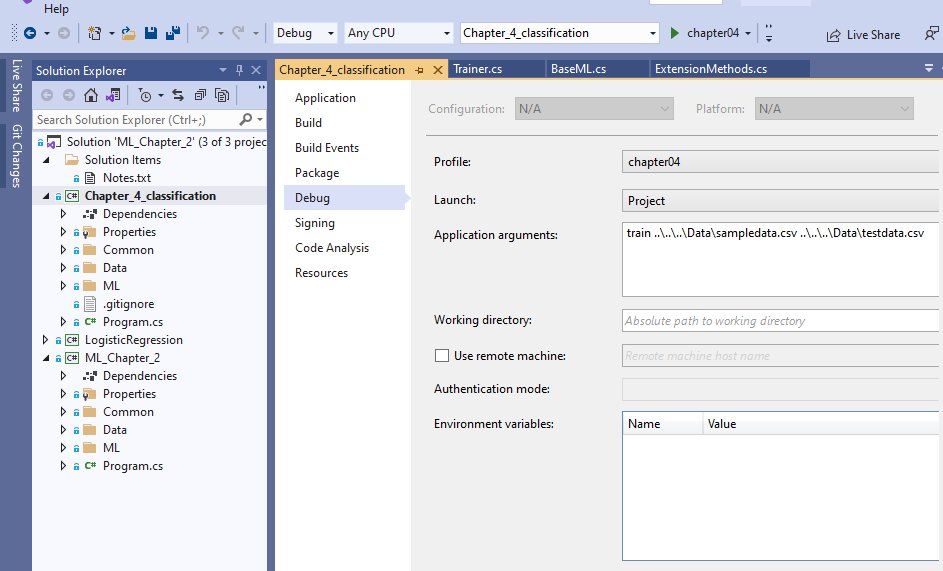 Help
Debug
Any CPU
Chapter_4_classification
chapter04
Live Share
Live Share
Git Changes
Solution Explorer
Search Solution Explorer (Ctrl+;)
Solution 'ML_Chapter_2' (3 of 3 projec
Solution Items
Notes.txt
C# Chapter_4_classification
Dependencies
Properties
Common
Data
ML
.gitignore
C# Program.cs
C# LogisticRegression
C# ML_Chapter_2
Dependencies
Properties
Common
Data
ML
C# Program.cs
Chapter_4_classification
Trainer.cs
BaseML.cs
ExtensionMethods.cs
Application
Build
Build Events
Package
Debug
Signing
Code Analysis
Resources
Configuration: N/A
Platform: N/A
Profile: chapter04
Launch: Project
Application arguments: train ..\..\..\Data\sampledata.csv ..\..\..\Data\testdata.csv
Working directory: Absolute path to working directory
Use remote machine: Remote machine host name
Authentication mode:
Environment variables:
Name Value